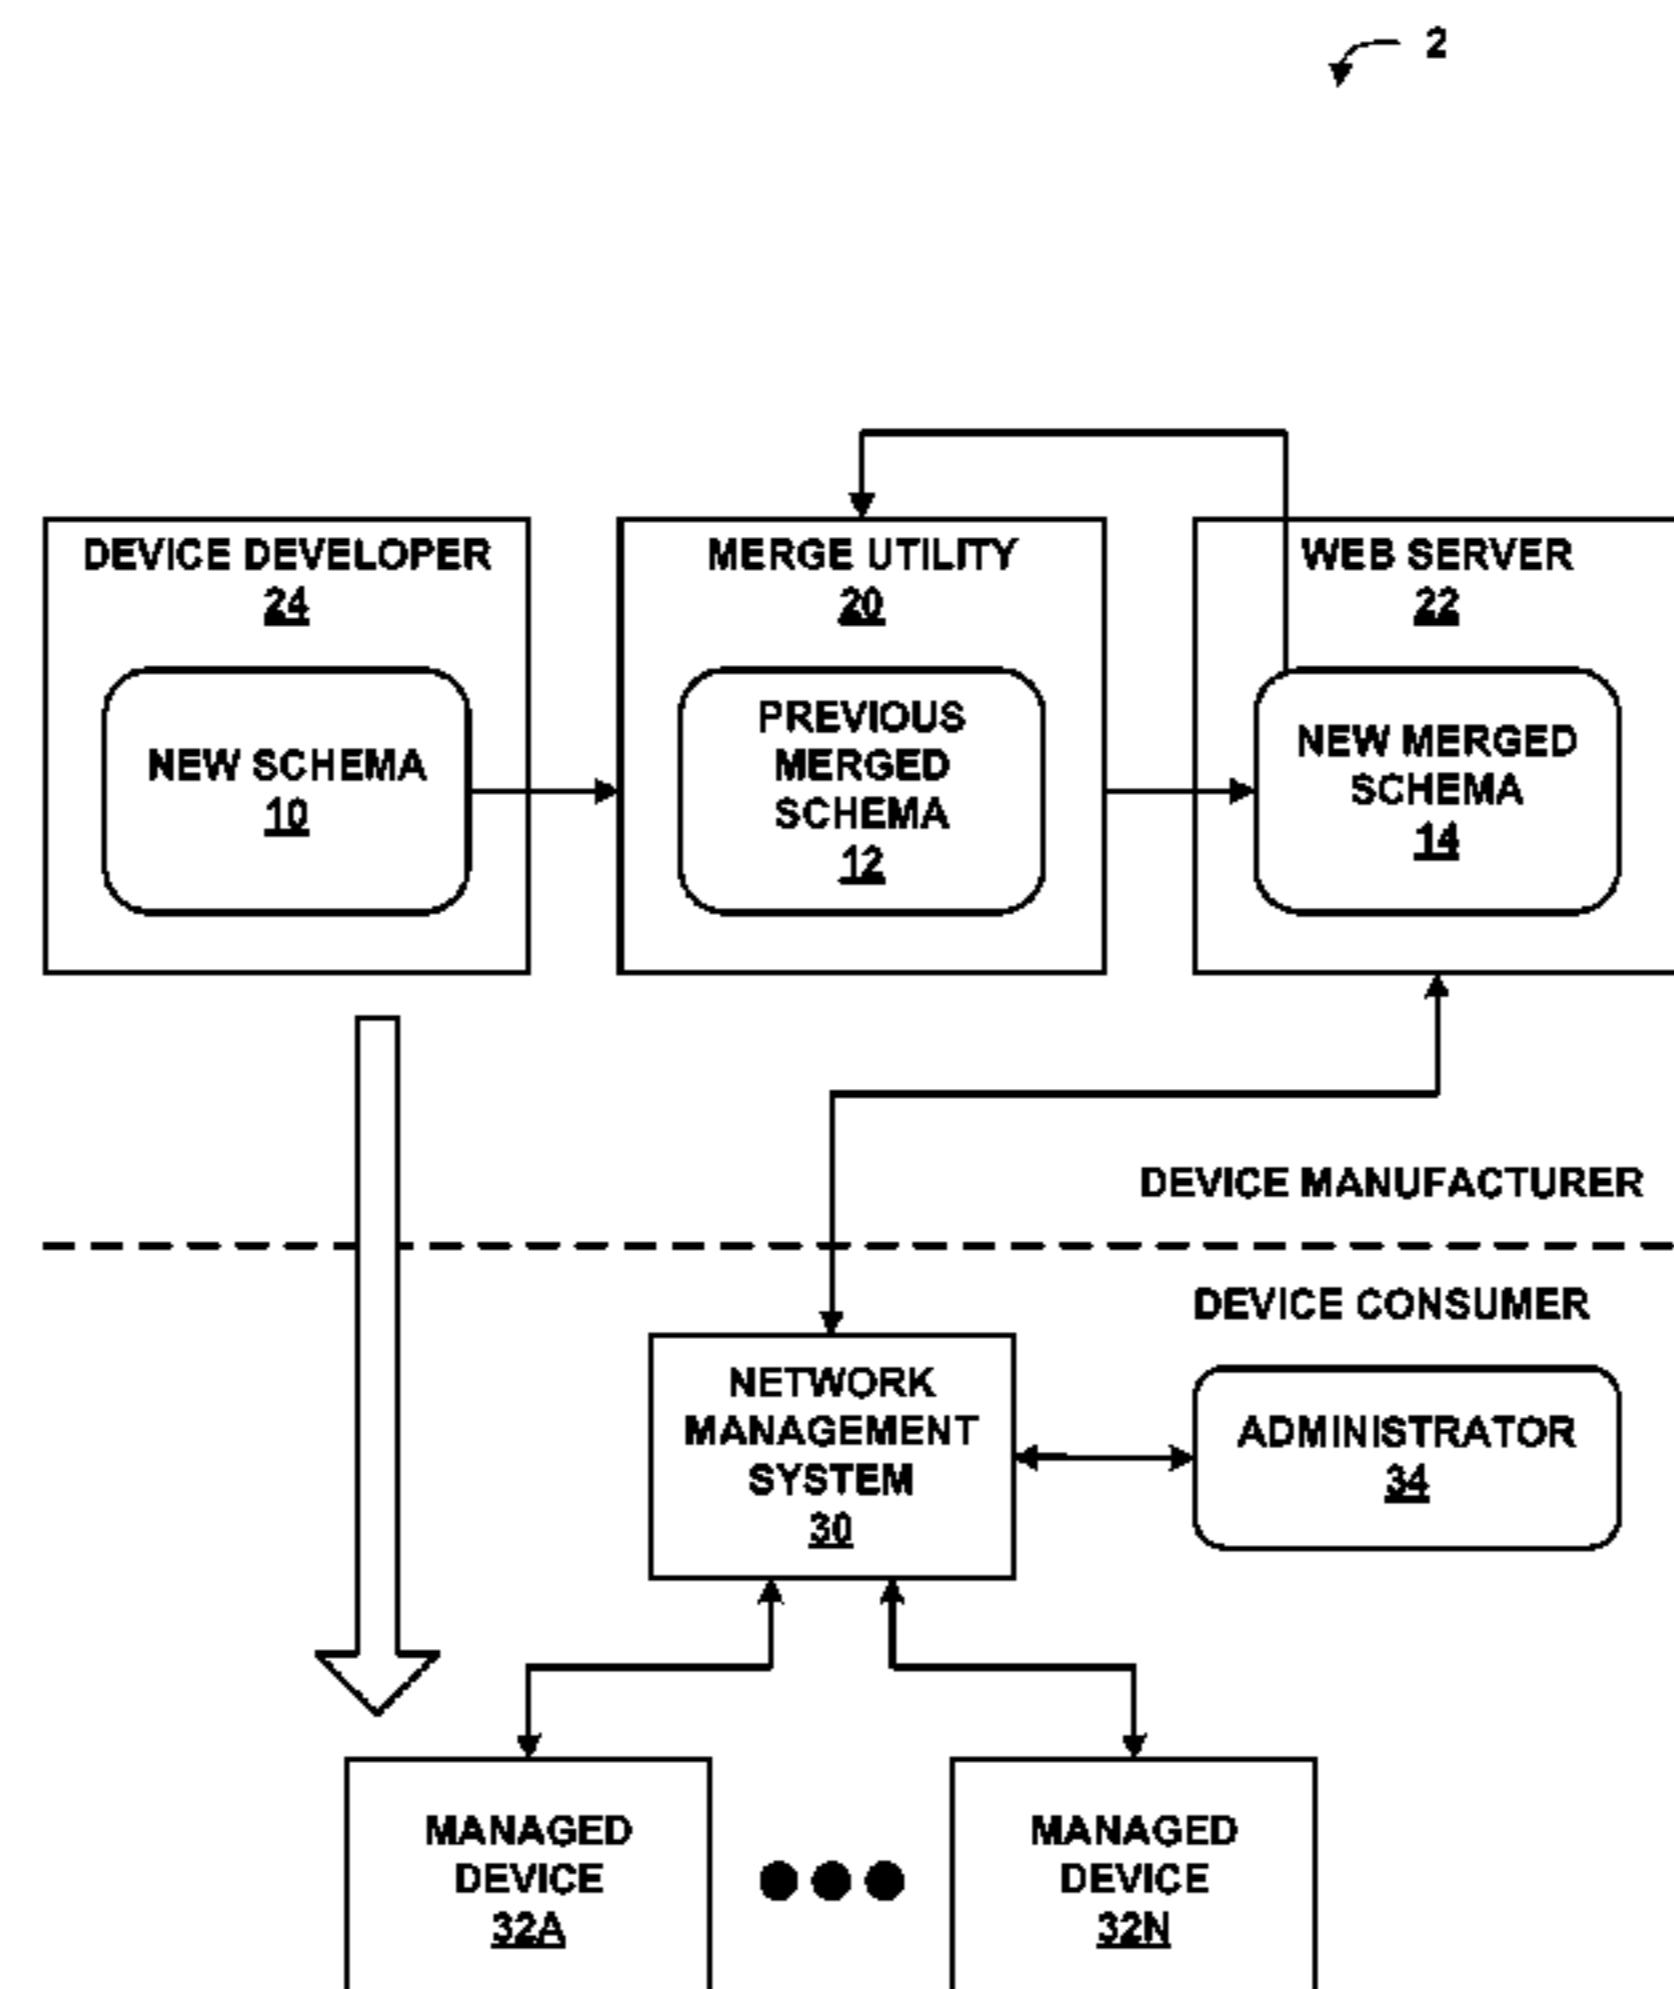 2
DEVICE DEVELOPER
24
NEW SCHEMA
10
MERGE UTILITY
20
PREVIOUS
MERGED
SCHEMA
12
WEB SERVER
22
NEW MERGED
SCHEMA
14
DEVICE MANUFACTURER
DEVICE CONSUMER
NETWORK
MANAGEMENT
SYSTEM
30
ADMINISTRATOR
34
MANAGED
DEVICE
32A
MANAGED
DEVICE
32N